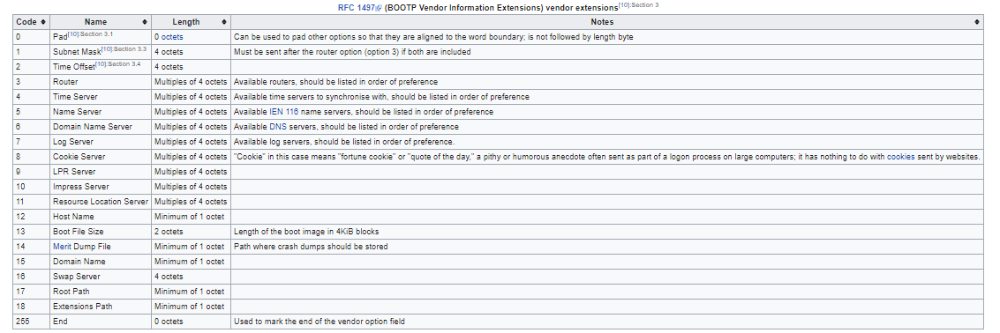 RFC 1497 (BOOTP Vendor Information Extensions) vendor extensions[10]:Section 3
Code Name Length Notes
0 Pad[10]:Section 3.1 0 octets Can be used to pad other options so that they are aligned to the word boundary; is not followed by length byte
1 Subnet Mask[10]:Section 3.3 4 octets Must be sent after the router option (option 3) if both are included
2 Time Offset[10]:Section 3.4 4 octets
3 Router Multiples of 4 octets Available routers, should be listed in order of preference
4 Time Server Multiples of 4 octets Available time servers to synchronise with, should be listed in order of preference
5 Name Server Multiples of 4 octets Available IEN 116 name servers, should be listed in order of preference
6 Domain Name Server Multiples of 4 octets Available DNS servers, should be listed in order of preference
7 Log Server Multiples of 4 octets Available log servers, should be listed in order of preference.
8 Cookie Server Multiples of 4 octets "Cookie" in this case means "fortune cookie" or "quote of the day," a pithy or humorous anecdote often sent as part of a logon process on large computers; it has nothing to do with cookies sent by websites.
9 LPR Server Multiples of 4 octets
10 Impress Server Multiples of 4 octets
11 Resource Location Server Multiples of 4 octets
12 Host Name Minimum of 1 octet
13 Boot File Size 2 octets Length of the boot image in 4KiB blocks
14 Merit Dump File Minimum of 1 octet Path where crash dumps should be stored
15 Domain Name Minimum of 1 octet
16 Swap Server 4 octets
17 Root Path Minimum of 1 octet
18 Extensions Path Minimum of 1 octet
255 End 0 octets Used to mark the end of the vendor option field